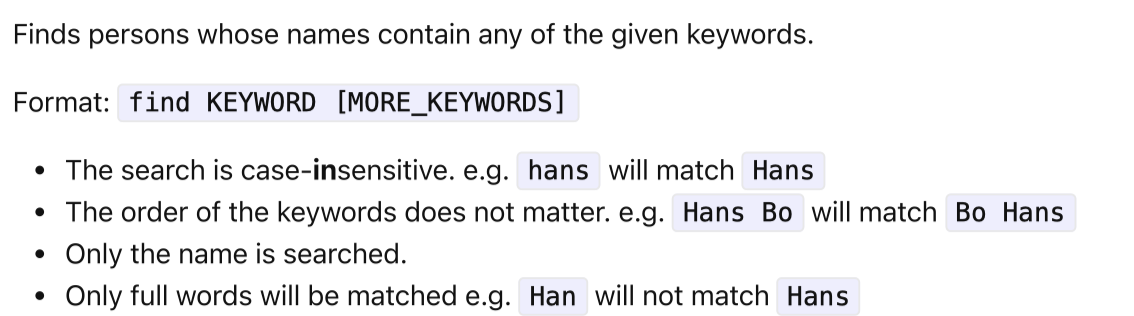 Finds persons whose names contain any of the given keywords.
Format: find KEYWORD [MORE_KEYWORDS]
• The search is case-insensitive. e.g. hans will match Hans
• The order of the keywords does not matter. e.g. Hans Bo will match Bo Hans
• Only the name is searched.
• Only full words will be matched e.g. Han will not match Hans